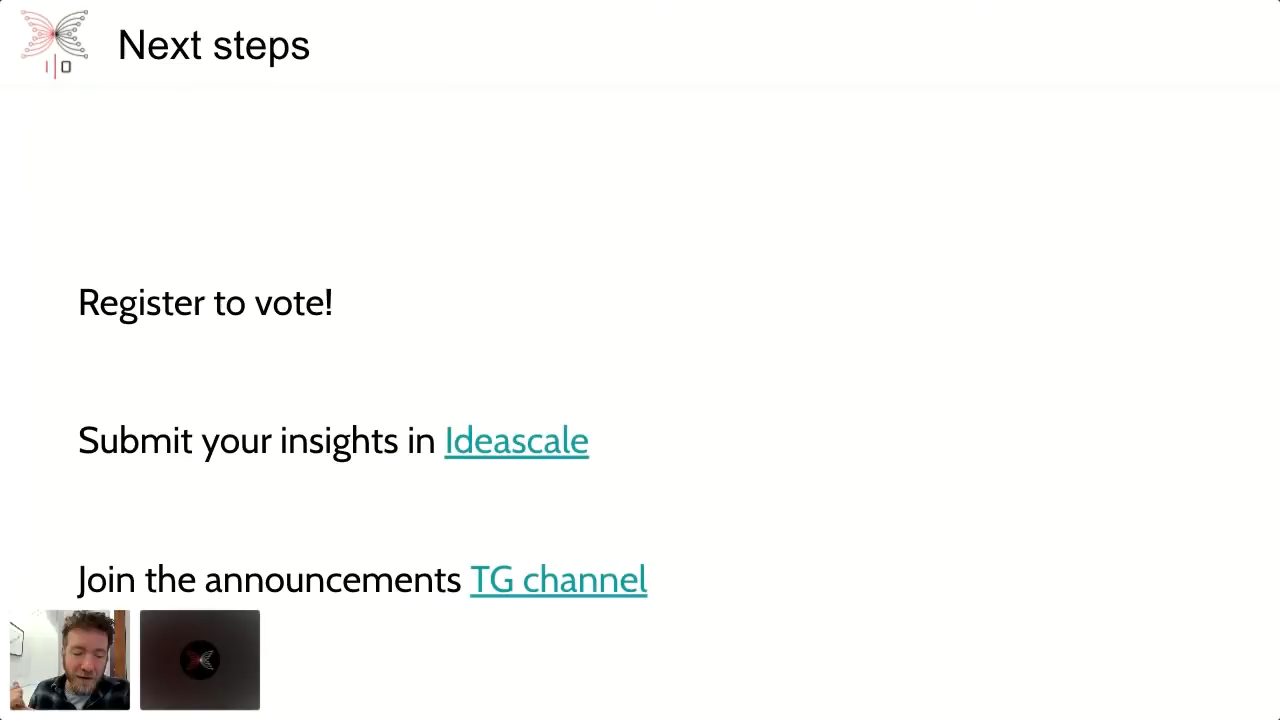 Next steps
I|O
Register to vote!
Submit your insights in Ideascale
Join the announcements TG channel